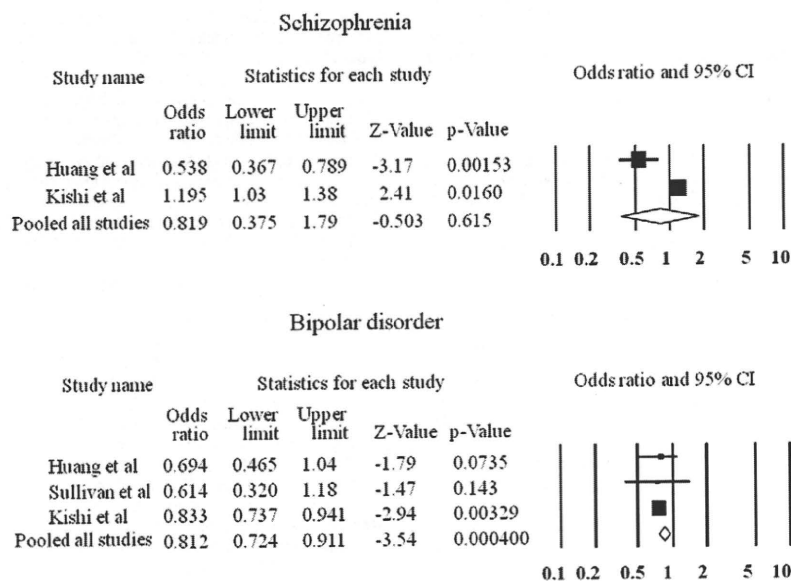 Schizophrenia
Study name Statistics for each study Odds ratio and 95% CI
Odds ratio Lower limit Upper limit Z-Value p-Value
Huang et al 0.538 0.367 0.789 -3.17 0.00153
Kishi et al 1.195 1.03 1.38 2.41 0.0160
Pooled all studies 0.819 0.375 1.79 -0.503 0.615
0.1 0.2 0.5 1 2 5 10
Bipolar disorder
Study name Statistics for each study Odds ratio and 95% CI
Odds ratio Lower limit Upper limit Z-Value p-Value
Huang et al 0.694 0.465 1.04 -1.79 0.0735
Sullivan et al 0.614 0.320 1.18 -1.47 0.143
Kishi et al 0.833 0.737 0.941 -2.94 0.00329
Pooled all studies 0.812 0.724 0.911 -3.54 0.000400
0.1 0.2 0.5 1 2 5 10